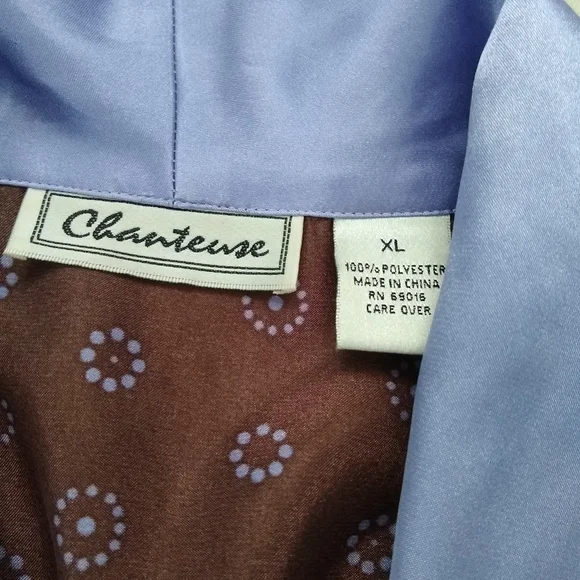 Chanteuse
XL
100% POLYESTER
MADE IN CHINA
RN 69016
CARE OVER